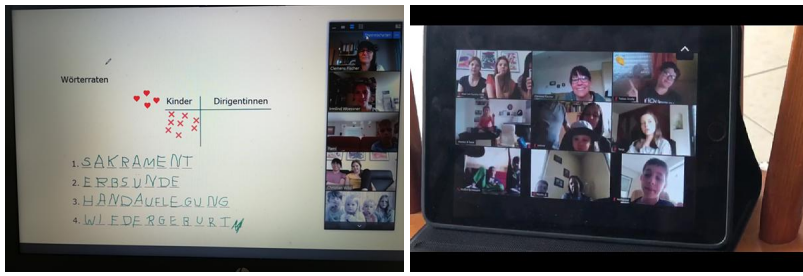 Wörterraten
Kinder
Dirigentinnen
1. SAKRAMENT
2. ERBSUNDE
3. HANDAUFLEGUNG
4. WIEDERGEBURT